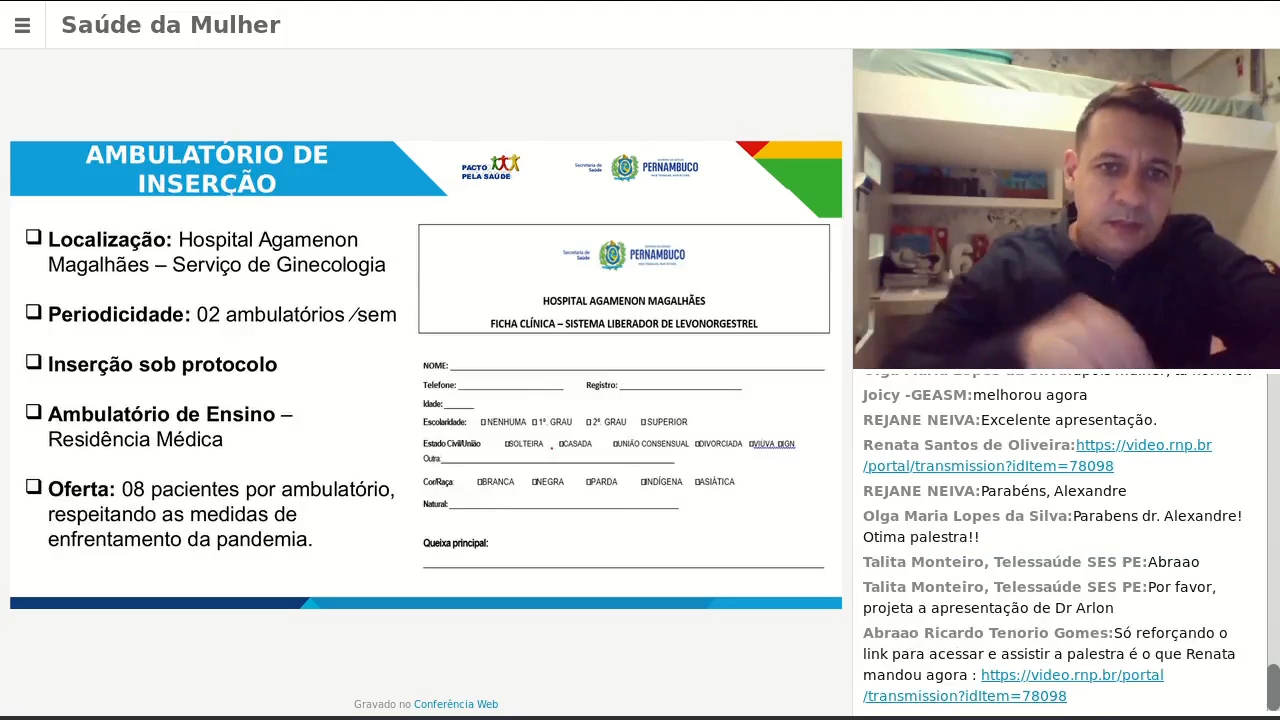 Saúde da Mulher
AMBULATÓRIO DE
INSERÇÃO
PACTO
PELA SAÚDE
Secretaria de
Saúde
PERNAMBUCO
❑ Localização: Hospital Agamenon
Magalhães – Serviço de Ginecologia
❑ Periodicidade: 02 ambulatórios ⁄sem
❑ Inserção sob protocolo
❑ Ambulatório de Ensino –
Residência Médica
❑ Oferta: 08 pacientes por ambulatório,
respeitando as medidas de
enfrentamento da pandemia.
Secretaria de
Saúde
PERNAMBUCO
HOSPITAL AGAMENON MAGALHÃES
FICHA CLÍNICA – SISTEMA LIBERADOR DE LEVONORGESTREL
NOME:
Telefone: Registro:
Idade:
Escolaridade: □ NENHUMA □ 1º. GRAU □ 2º. GRAU □ SUPERIOR
Estado Civil/União □SOLTEIRA □CASADA □UNIÃO CONSENSUAL □DIVORCIADA □VIÚVA □IGN.
Outra:
Cor/Raça: □BRANCA □NEGRA □PARDA □INDÍGENA □ASIÁTICA
Natural:
Queixa principal:
Gravado no Conferência Web
Joicy -GEASM:melhorou agora
REJANE NEIVA:Excelente apresentação.
Renata Santos de Oliveira:https://video.rnp.br
/portal/transmission?idItem=78098
REJANE NEIVA:Parabéns, Alexandre
Olga Maria Lopes da Silva:Parabens dr. Alexandre!
Otima palestra!!
Talita Monteiro, Telessaúde SES PE:Abraao
Talita Monteiro, Telessaúde SES PE:Por favor,
projeta a apresentação de Dr Arlon
Abraao Ricardo Tenorio Gomes:Só reforçando o
link para acessar e assistir a palestra é o que Renata
mandou agora : https://video.rnp.br/portal
/transmission?idItem=78098